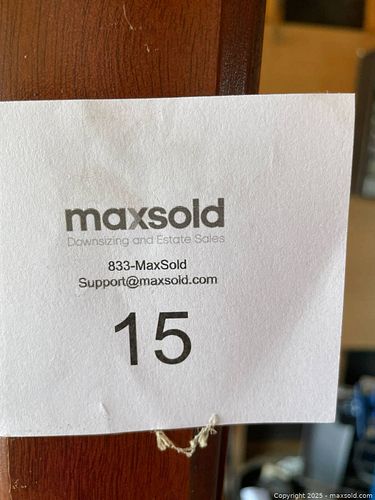 maxsold
Downsizing and Estate Sales
833-MaxSold
Support@maxsold.com
15
Copyright 2025 - maxsold.com